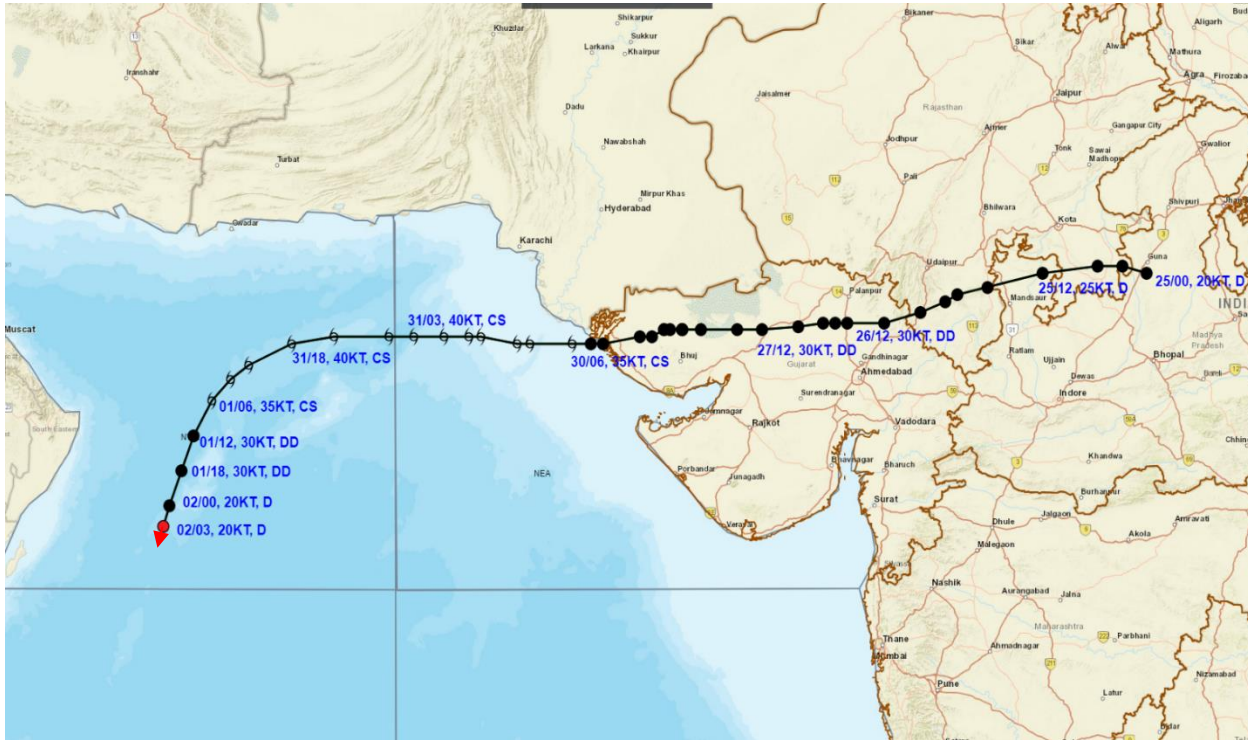 Shikarpur
Sukkur
Larkana
Khairpur
Khuzdar
Bikaner
Aligarh
Sikar
Mathura
Agra
Firozabad
Iranshahr
Dadu
Jaisalmer
Jaipur
Rajasthan
Nawabshah
Jodhpur
Ajmer
Gangapur City
Gwalior
Turbat
Tonk
Sawai
Madhopur
Mirpur Khas
Pali
Hyderabad
Bhilwara
Shivpuri
Gwadar
Karachi
Kota
Udaipur
Guna
Palanpur
25/12, 25KT, D
25/00, 20KT, D
Mandsaur
Muscat
31/03, 40KT, CS
26/12, 30KT, DD
27/12, 30KT, DD
Madhya
Pradesh
31/18, 40KT, CS
30/06, 35KT, CS
Bhuj
Gujarat
Gandhinagar
Ahmedabad
Ratlam
Ujjain
Bhopal
Dewas
Indore
01/06, 35KT, CS
Jamnagar
Surendranagar
Rajkot
Vadodara
01/12, 30KT, DD
01/18, 30KT, DD
NEA
Porbandar
Junagadh
Bhavnagar
Bharuch
Khandwa
Burhanpur
02/00, 20KT, D
02/03, 20KT, D
Surat
Dhule
Jalgaon
Akola
Amravati
Malegaon
Nashik
Aurangabad
Jalna
Maharashtra
Parbhani
Thane
Mumbai
Ahmadnagar
Pune
Latur
Nizamabad